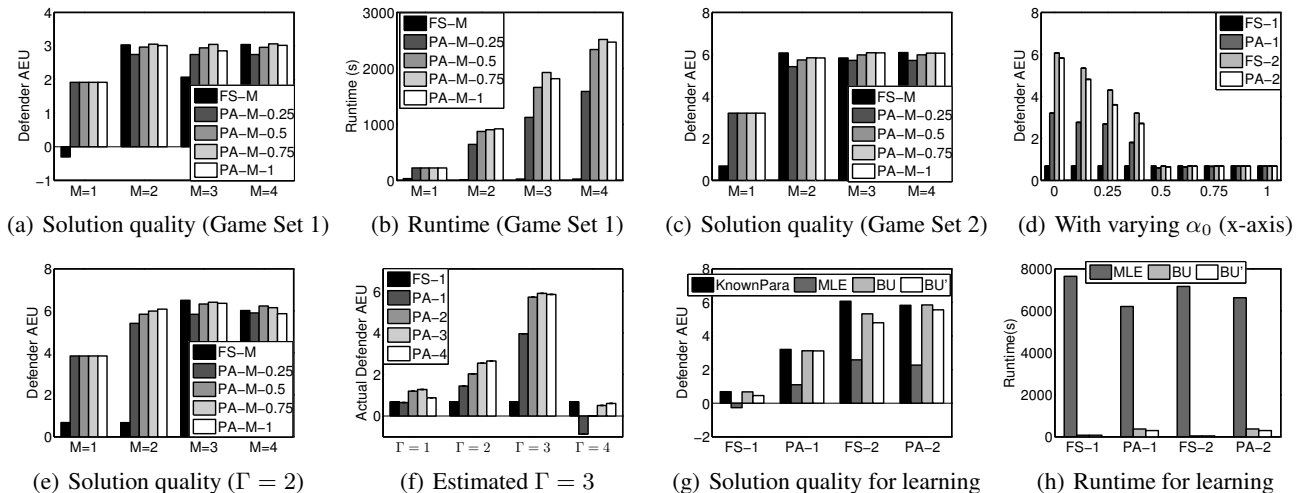 4
3
2
1
0
−1
Defender AEU
FS−M
PA−M−0.25
PA−M−0.5
PA−M−0.75
PA−M−1
M=1 M=2 M=3 M=4
(a) Solution quality (Game Set 1)
3000
2000
1000
0
Runtime (s)
FS−M
PA−M−0.25
PA−M−0.5
PA−M−0.75
PA−M−1
M=1 M=2 M=3 M=4
(b) Runtime (Game Set 1)
8
6
4
2
0
Defender AEU
FS−M
PA−M−0.25
PA−M−0.5
PA−M−0.75
PA−M−1
M=1 M=2 M=3 M=4
(c) Solution quality (Game Set 2)
8
6
4
2
0
Defender AEU
FS−1
PA−1
FS−2
PA−2
0 0.25 0.5 0.75 1
(d) With varying α₀ (x-axis)
8
6
4
2
0
Defender AEU
FS−M
PA−M−0.25
PA−M−0.5
PA−M−0.75
PA−M−1
M=1 M=2 M=3 M=4
(e) Solution quality (Γ = 2)
6
4
2
0
Actual Defender AEU
FS−1
PA−1
PA−2
PA−3
PA−4
Γ = 1 Γ = 2 Γ = 3 Γ = 4
(f) Estimated Γ = 3
8
6
4
2
0
−2
Defender AEU
KnownPara MLE BU BU'
FS−1 PA−1 FS−2 PA−2
(g) Solution quality for learning
8000
6000
4000
2000
0
Runtime(s)
MLE BU BU'
FS−1 PA−1 FS−2 PA−2
(h) Runtime for learning